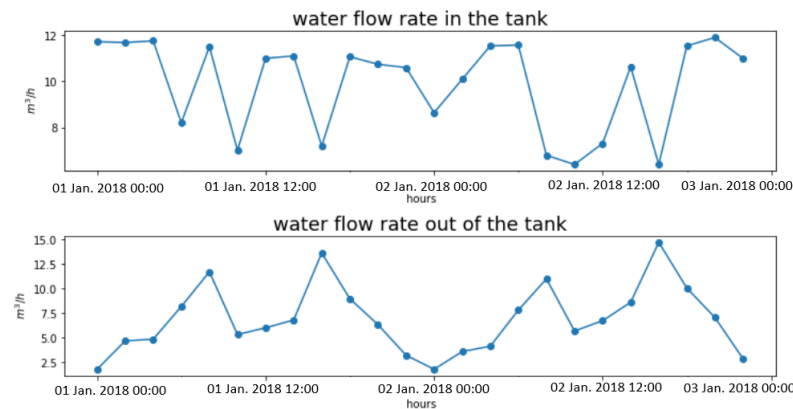 water flow rate in the tank
12
10
8
m³/h
01 Jan. 2018 00:00 01 Jan. 2018 12:00 02 Jan. 2018 00:00 02 Jan. 2018 12:00 03 Jan. 2018 00:00
hours
water flow rate out of the tank
15.0
12.5
10.0
7.5
5.0
2.5
m³/h
01 Jan. 2018 00:00 01 Jan. 2018 12:00 02 Jan. 2018 00:00 02 Jan. 2018 12:00 03 Jan. 2018 00:00
hours